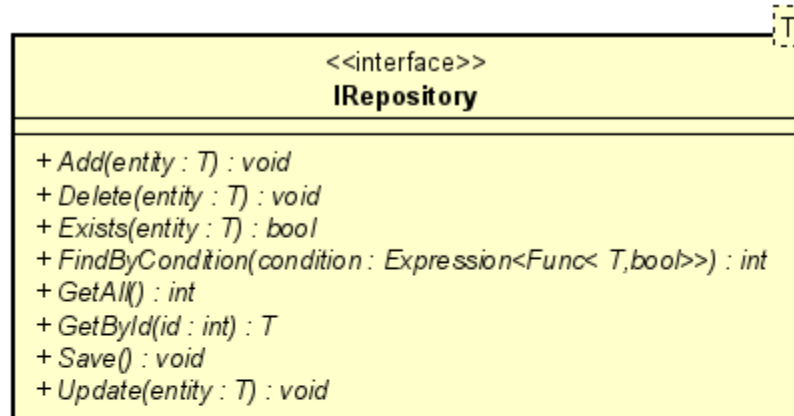 T
<<interface>>
IRepository
+ Add(entity : T) : void
+ Delete(entity : T) : void
+ Exists(entity : T) : bool
+ FindByCondition(condition : Expression<Func< T,bool>>) : int
+ GetAll() : int
+ GetById(id : int) : T
+ Save() : void
+ Update(entity : T) : void